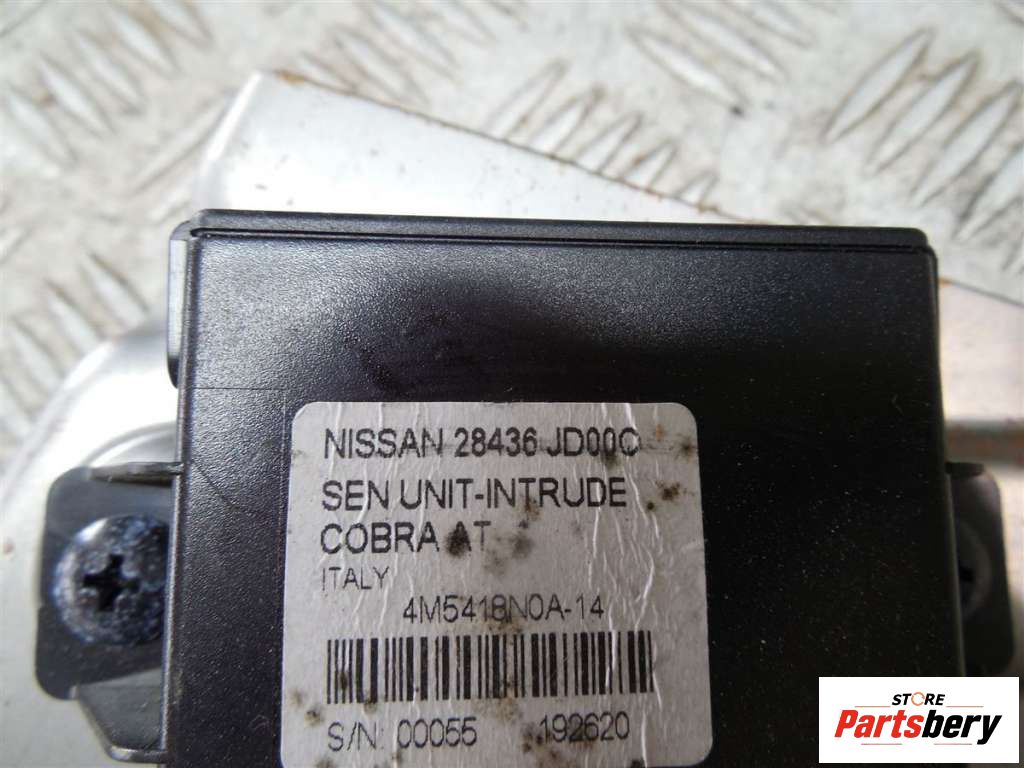 NISSAN 28436 JD00C
SEN UNIT-INTRUDE
COBRA AT
ITALY
4M5418N0A-14
S/N: 00055 192620
STORE
Partsbery